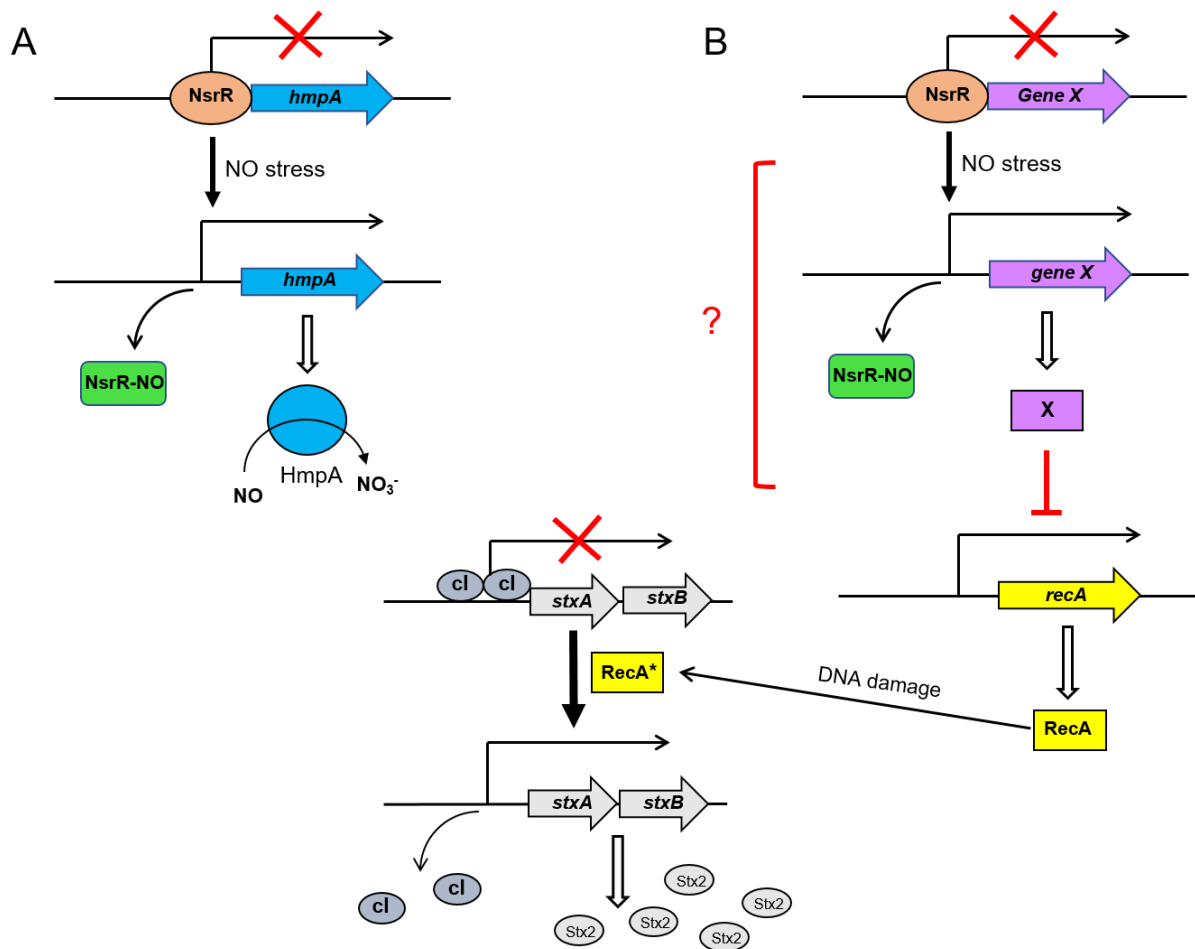 A
B
NsrR
hmpA
NsrR
Gene X
NO stress
NO stress
hmpA
gene X
?
NsrR-NO
NsrR-NO
X
HmpA
NO
NO3-
cI
cI
stxA
stxB
recA
RecA*
DNA damage
RecA
stxA
stxB
cI
cI
Stx2
Stx2
Stx2
Stx2
Stx2